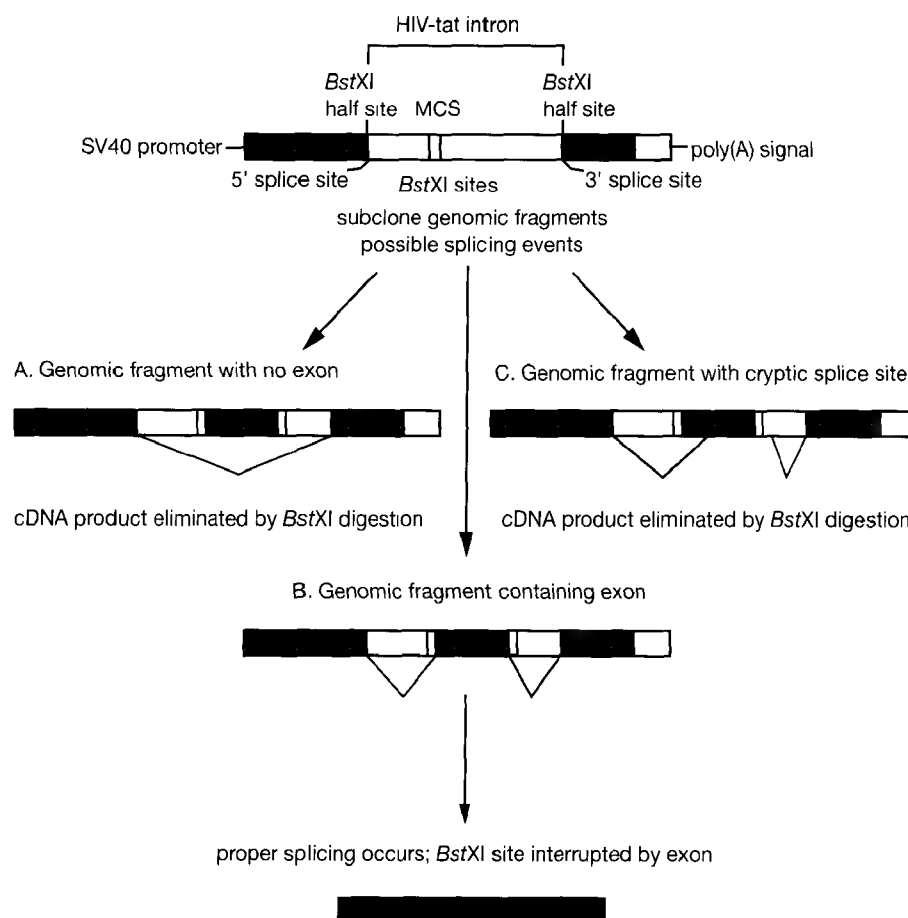 HIV-tat intron
BstXI
half site
MCS
BstXI
half site
SV40 promoter
poly(A) signal
5' splice site
BstXI sites
3' splice site
subclone genomic fragments
possible splicing events
A. Genomic fragment with no exon
C. Genomic fragment with cryptic splice site
cDNA product eliminated by BstXI digestion
cDNA product eliminated by BstXI digestion
B. Genomic fragment containing exon
proper splicing occurs; BstXI site interrupted by exon